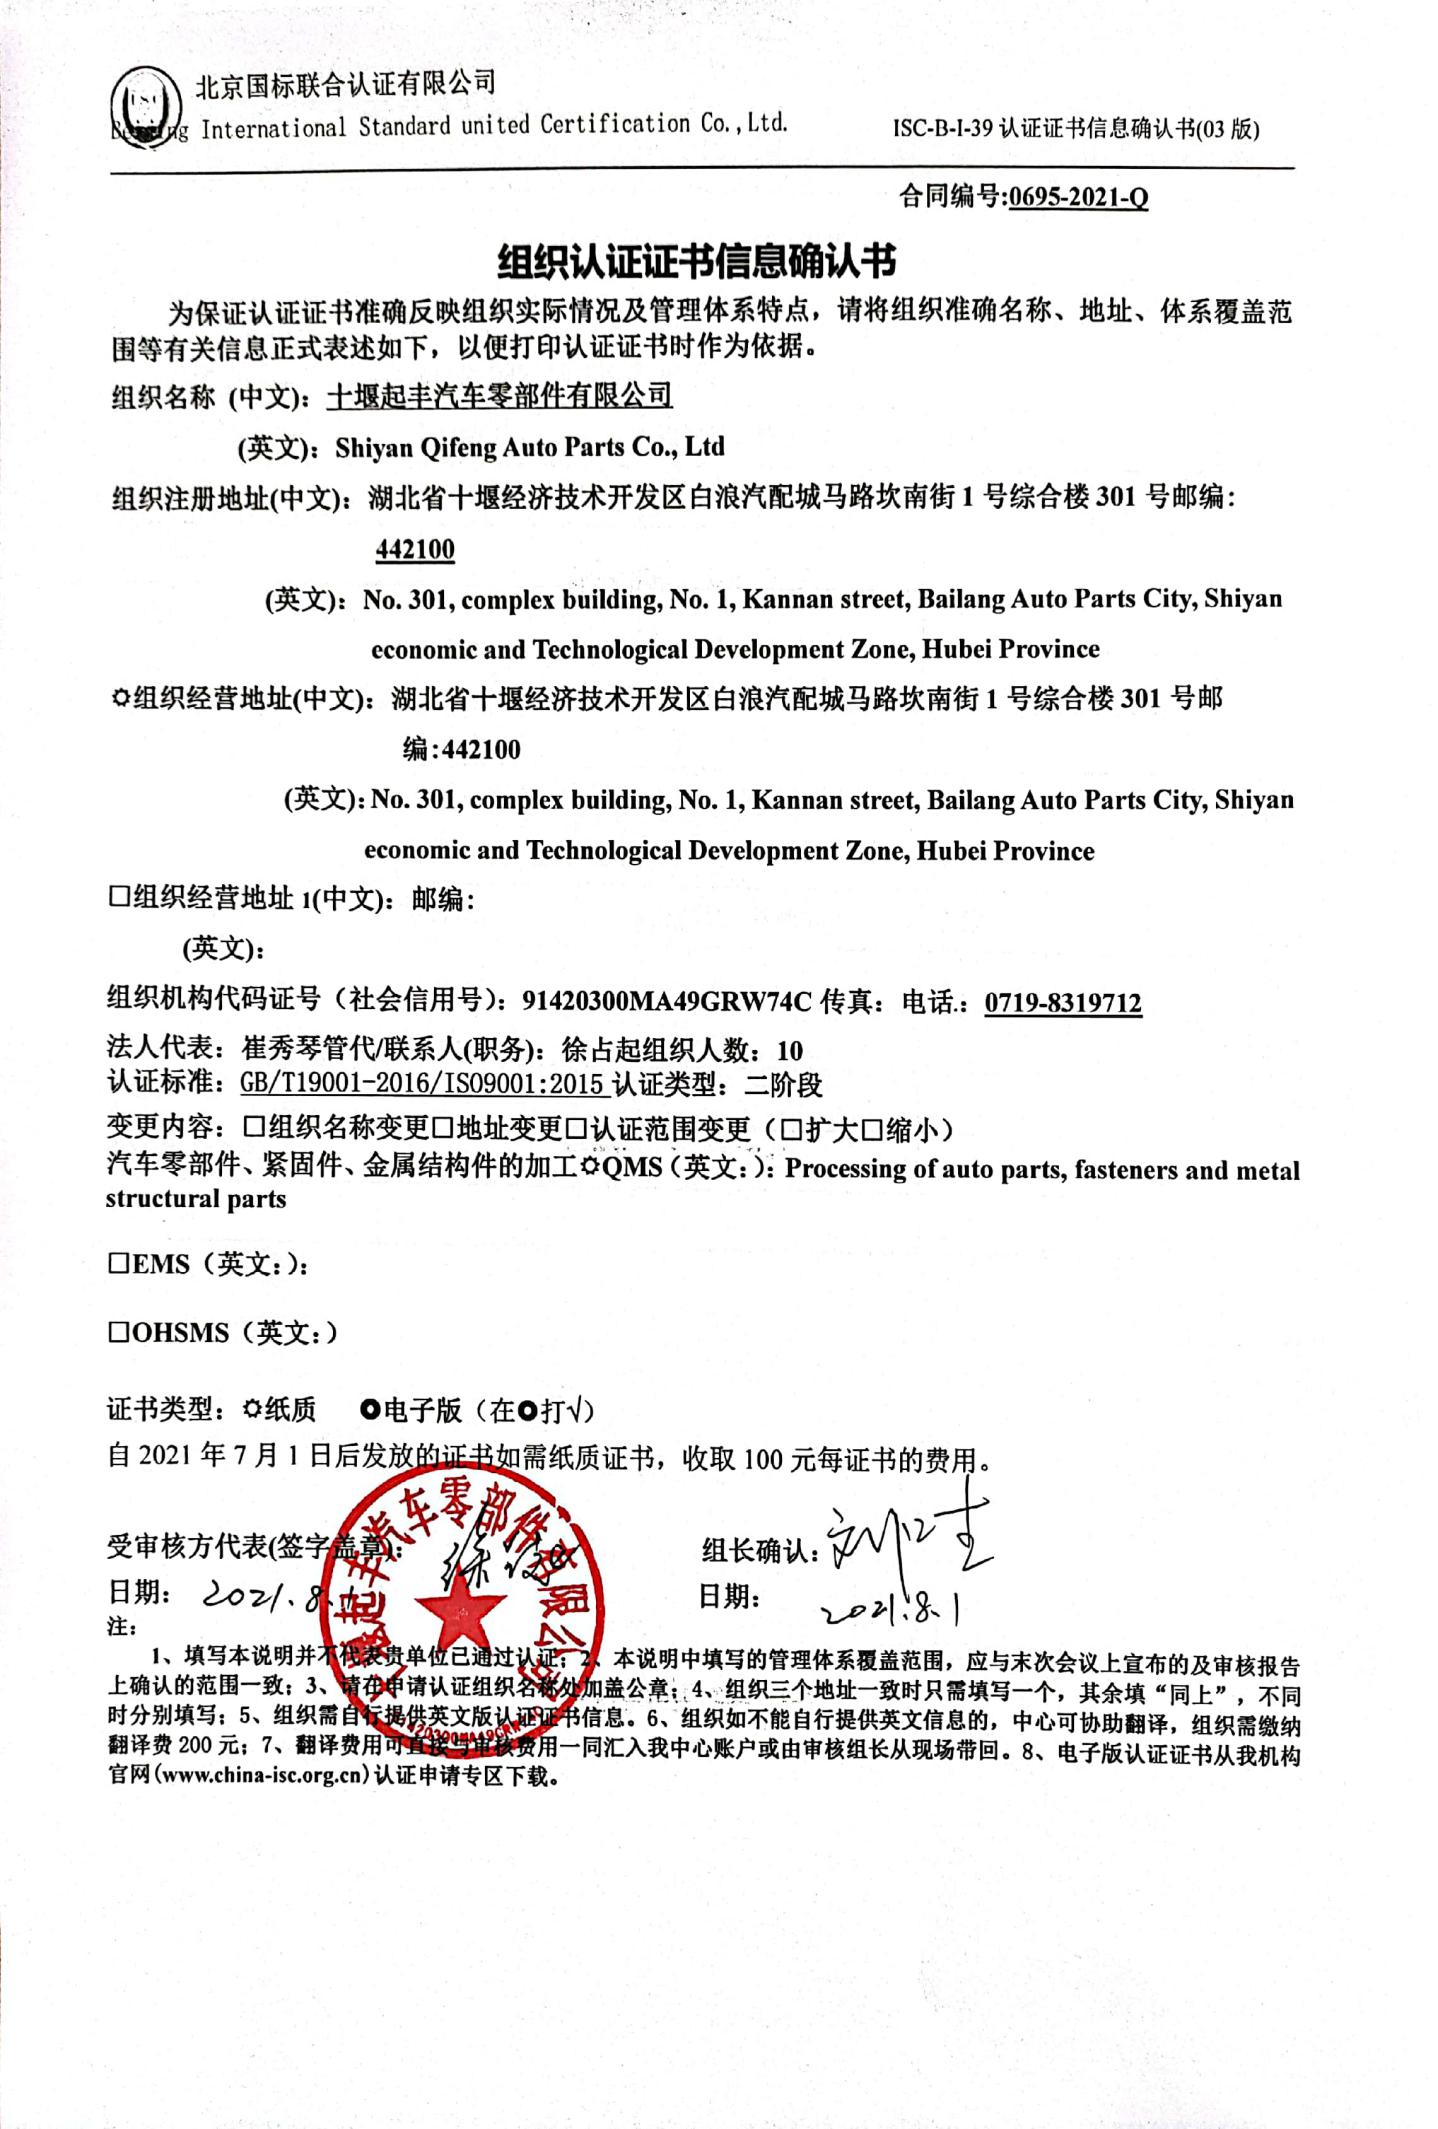 北京国标联合认证有限公司
Beijing International Standard united Certification Co.,Ltd.
ISC-B-I-39 认证证书信息确认书(03 版)
合同编号:0695-2021-Q
组织认证证书信息确认书
为保证认证证书准确反映组织实际情况及管理体系特点，请将组织准确名称、地址、体系覆盖范
围等有关信息正式表述如下，以便打印认证证书时作为依据。
组织名称 (中文)：十堰起丰汽车零部件有限公司
(英文)：Shiyan Qifeng Auto Parts Co., Ltd
组织注册地址(中文)：湖北省十堰经济技术开发区白浪汽配城马路坎南街 1 号综合楼 301 号邮编：
442100
(英文)：No. 301, complex building, No. 1, Kannan street, Bailang Auto Parts City, Shiyan
economic and Technological Development Zone, Hubei Province
✩组织经营地址(中文)：湖北省十堰经济技术开发区白浪汽配城马路坎南街 1 号综合楼 301 号邮
编:442100
(英文)：No. 301, complex building, No. 1, Kannan street, Bailang Auto Parts City, Shiyan
economic and Technological Development Zone, Hubei Province
□组织经营地址 1(中文)：邮编：
(英文)：
组织机构代码证号（社会信用号）：91420300MA49GRW74C 传真：电话.：0719-8319712
法人代表：崔秀琴管代/联系人(职务)：徐占起组织人数：10
认证标准：GB/T19001-2016/ISO9001:2015 认证类型：二阶段
变更内容：□组织名称变更□地址变更□认证范围变更（□扩大□缩小）
汽车零部件、紧固件、金属结构件的加工✩QMS（英文：）：Processing of auto parts, fasteners and metal
structural parts
□EMS（英文：）：
□OHSMS（英文：）
证书类型：✩纸质 ○电子版（在○打√）
自 2021 年 7 月 1 日后发放的证书如需纸质证书，收取 100 元每证书的费用。
受审核方代表(签字盖章)： 组长确认：
日期： 2021.8.1 日期： 2021.8.1
十堰起丰汽车零部件有限公司
注：
1、填写本说明并不代表贵单位已通过认证；2、本说明中填写的管理体系覆盖范围，应与末次会议上宣布的及审核报告
上确认的范围一致；3、请在申请认证组织名称处加盖公章；4、组织三个地址一致时只需填写一个，其余填“同上”，不同
时分别填写；5、组织需自行提供英文版认证证书信息。6、组织如不能自行提供英文信息的，中心可协助翻译，组织需缴纳
翻译费 200 元；7、翻译费用可直接与审核费用一同汇入我中心账户或由审核组长从现场带回。8、电子版认证证书从我机构
官网(www.china-isc.org.cn)认证申请专区下载。